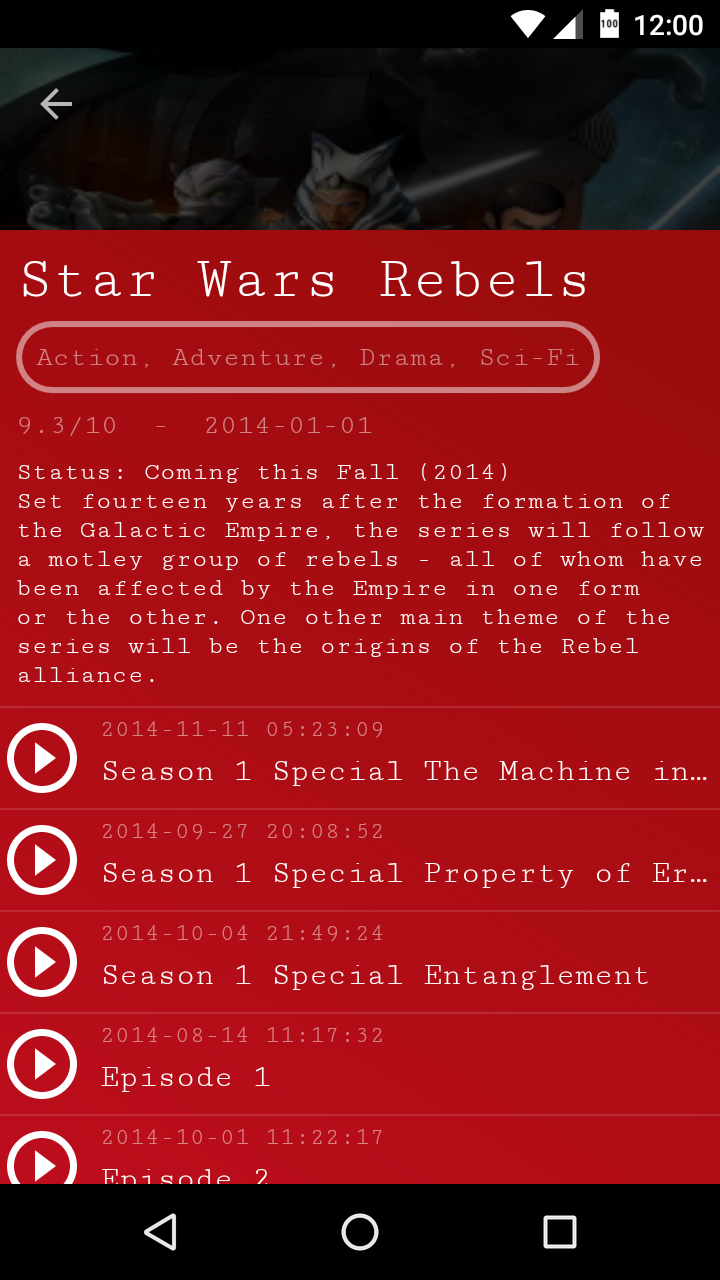 100 12:00
Star Wars Rebels
Action, Adventure, Drama, Sci-Fi
9.3/10 - 2014-01-01
Status: Coming this Fall (2014)
Set fourteen years after the formation of
the Galactic Empire, the series will follow
a motley group of rebels - all of whom have
been affected by the Empire in one form
or the other. One other main theme of the
series will be the origins of the Rebel
alliance.
2014-11-11 05:23:09
Season 1 Special The Machine in…
2014-09-27 20:08:52
Season 1 Special Property of Er…
2014-10-04 21:49:24
Season 1 Special Entanglement
2014-08-14 11:17:32
Episode 1
2014-10-01 11:22:17
Episode 2